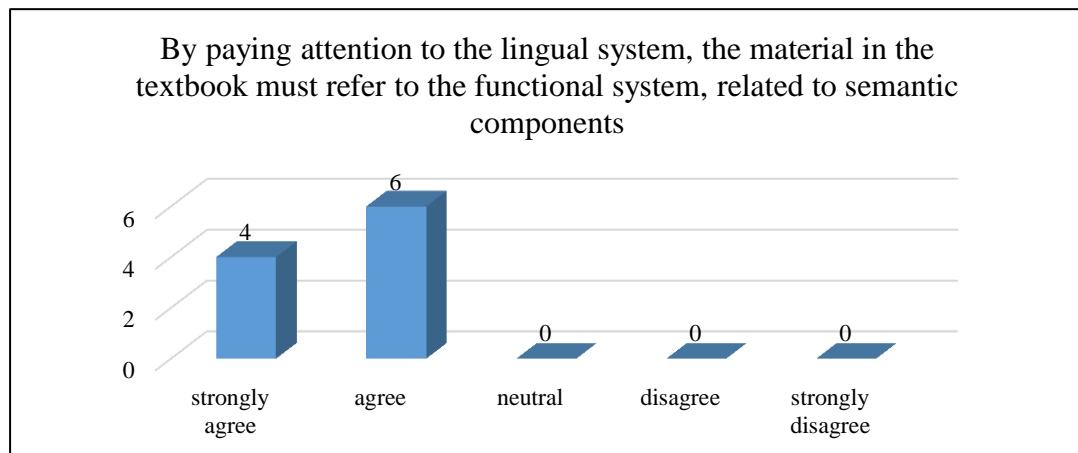 By paying attention to the lingual system, the material in the
textbook must refer to the functional system, related to semantic
components
6
4
2
0
4
6
0
0
0
strongly
agree
agree
neutral
disagree
strongly
disagree